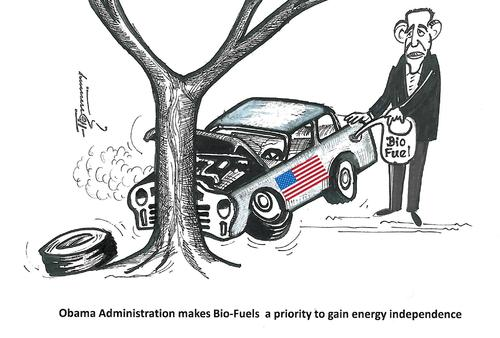 Bio
Fuel
Obama Administration makes Bio-Fuels a priority to gain energy independence